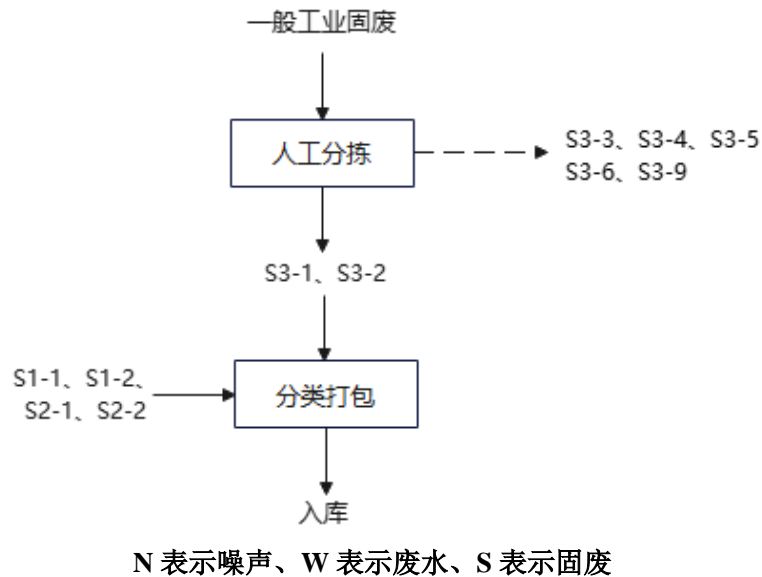 一般工业固废
人工分拣
S3-3、S3-4、S3-5
S3-6、S3-9
S3-1、S3-2
S1-1、S1-2、
S2-1、S2-2
分类打包
入库
N 表示噪声、W 表示废水、S 表示固废